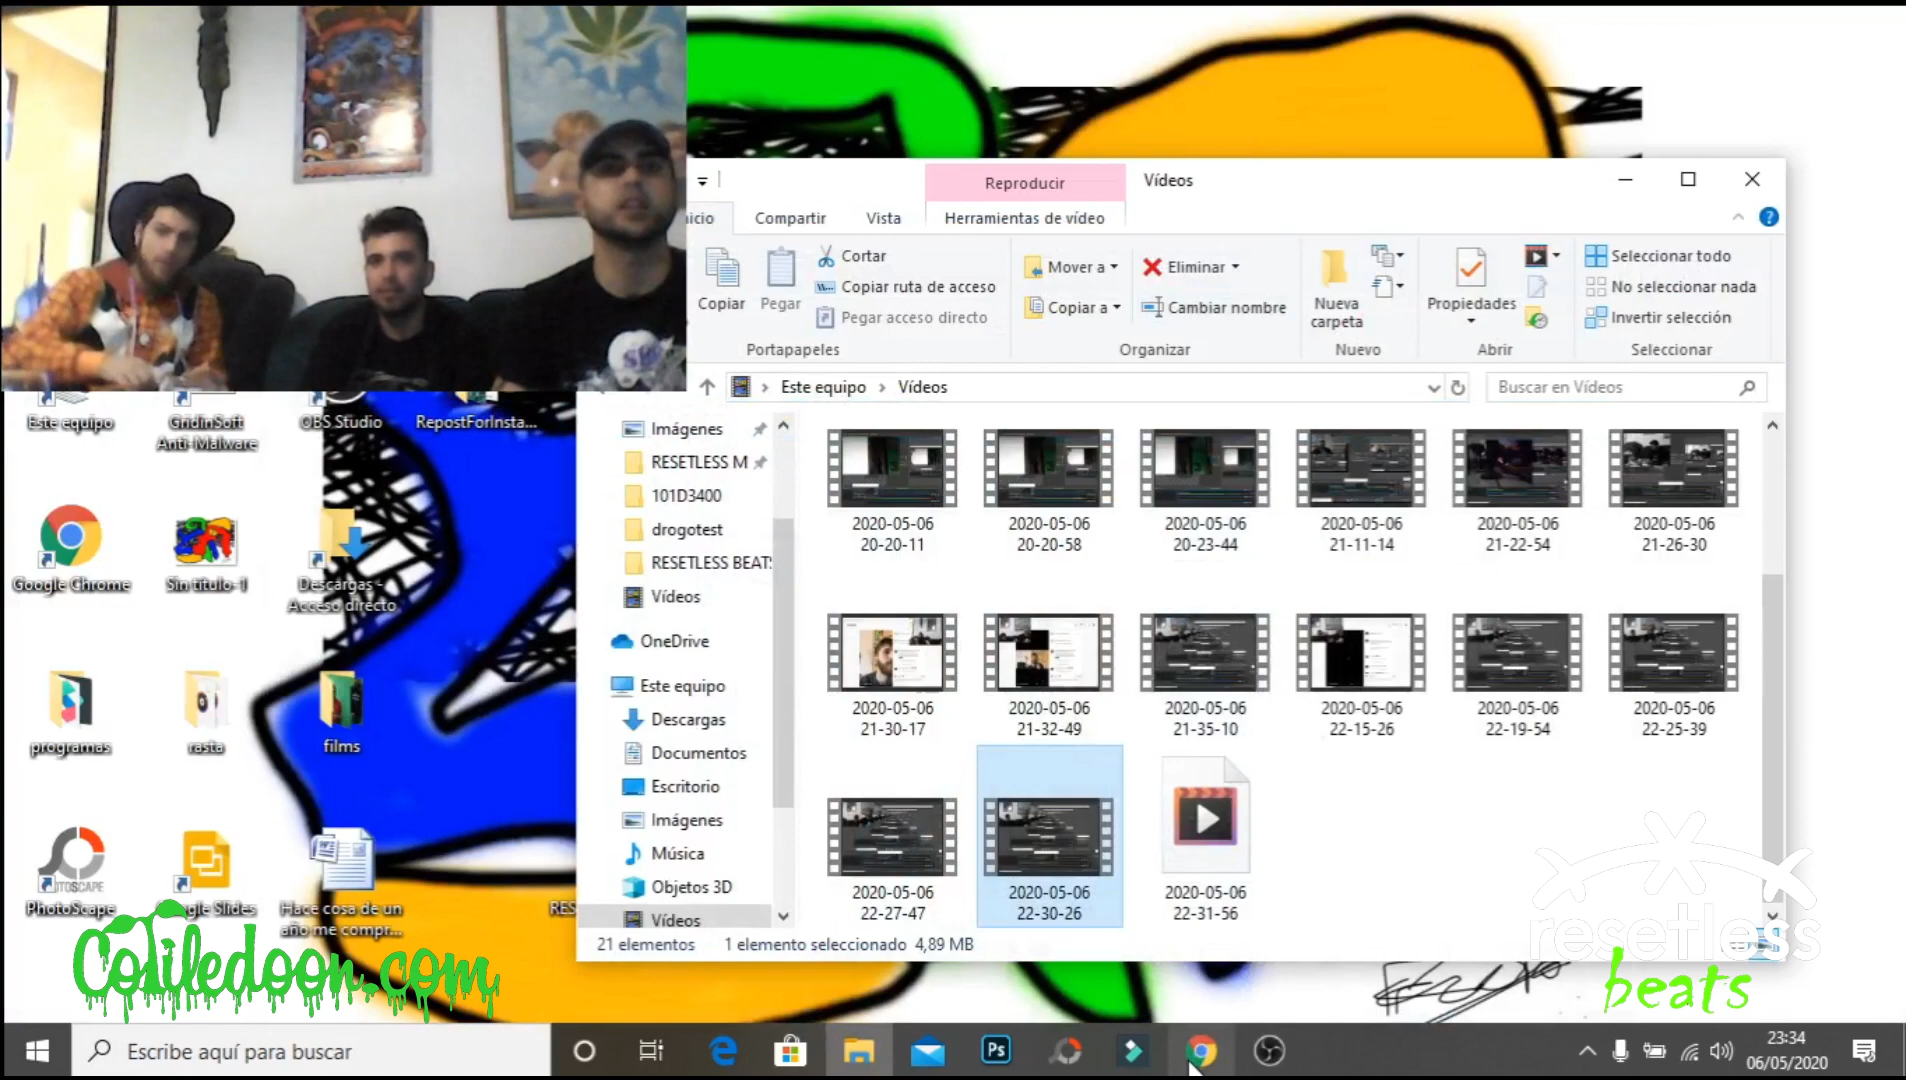 Reproducir
Vídeos
icio
Compartir
Vista
Herramientas de vídeo
Copiar
Pegar
Cortar
Copiar ruta de acceso
Pegar acceso directo
Portapapeles
Mover a
Copiar a
Eliminar
Cambiar nombre
Organizar
Nueva
carpeta
Nuevo
Propiedades
Abrir
Seleccionar todo
No seleccionar nada
Invertir selección
Seleccionar
Este equipo
Vídeos
Buscar en Vídeos
Este equipo
GridinSoft
Anti-Malware
OBS Studio
RepostForInsta...
Google Chrome
Sin título-1
Descargas -
Acceso directo
programas
rasta
films
PhotoScape
Google Slides
Hace cosa de un
año me compr...
RES
Imágenes
RESETLESS M
101D3400
drogotest
RESETLESS BEATS
Vídeos
OneDrive
Este equipo
Descargas
Documentos
Escritorio
Imágenes
Música
Objetos 3D
Vídeos
2020-05-06
20-20-11
2020-05-06
20-20-58
2020-05-06
20-23-44
2020-05-06
21-11-14
2020-05-06
21-22-54
2020-05-06
21-26-30
2020-05-06
21-30-17
2020-05-06
21-32-49
2020-05-06
21-35-10
2020-05-06
22-15-26
2020-05-06
22-19-54
2020-05-06
22-25-39
2020-05-06
22-27-47
2020-05-06
22-30-26
2020-05-06
22-31-56
21 elementos
1 elemento seleccionado 4,89 MB
Cotiledoon.com
resetless
beats
Escribe aquí para buscar
Ps
23:34
06/05/2020